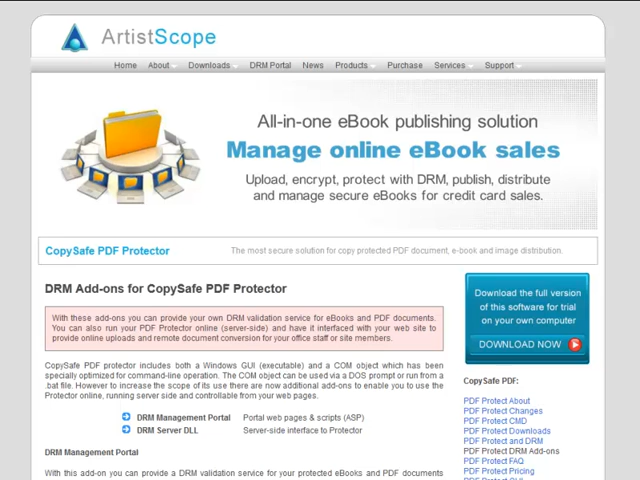 ArtistScope
Home About Downloads DRM Portal News Products Purchase Services Support
All-in-one eBook publishing solution
Manage online eBook sales
Upload, encrypt, protect with DRM, publish, distribute
and manage secure eBooks for credit card sales.
CopySafe PDF Protector The most secure solution for copy protected PDF document, e-book and image distribution.
DRM Add-ons for CopySafe PDF Protector
With these add-ons you can provide your own DRM validation service for eBooks and PDF documents.
You can also run your PDF Protector online (server-side) and have it interfaced with your web site to
provide online uploads and remote document conversion for your office staff or site members.
CopySafe PDF protector includes both a Windows GUI (executable) and a COM object which has been
specially optimized for command-line operation. The COM object can be used via a DOS prompt or run from a
.bat file. However to increase the scope of its use there are now additional add-ons to enable you to use the
Protector online, running server side and controllable from your web pages.
DRM Management Portal Portal web pages & scripts (ASP)
DRM Server DLL Server-side interface to Protector
DRM Management Portal
With this add-on you can provide a DRM validation service for your protected eBooks and PDF documents
Download the full version
of this software for trial
on your own computer
DOWNLOAD NOW
CopySafe PDF:
PDF Protect About
PDF Protect Changes
PDF Protect CMD
PDF Protect Downloads
PDF Protect and DRM
PDF Protect DRM Add-ons
PDF Protect FAQ
PDF Protect Pricing